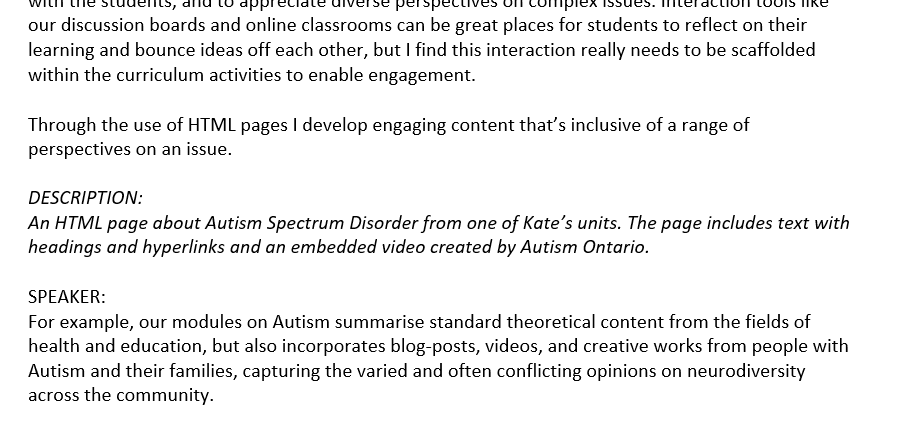 with the students, and to appreciate diverse perspectives on complex issues. Interaction tools like
our discussion boards and online classrooms can be great places for students to reflect on their
learning and bounce ideas off each other, but I find this interaction really needs to be scaffolded
within the curriculum activities to enable engagement.
Through the use of HTML pages I develop engaging content that’s inclusive of a range of
perspectives on an issue.
DESCRIPTION:
An HTML page about Autism Spectrum Disorder from one of Kate’s units. The page includes text with
headings and hyperlinks and an embedded video created by Autism Ontario.
SPEAKER:
For example, our modules on Autism summarise standard theoretical content from the fields of
health and education, but also incorporates blog-posts, videos, and creative works from people with
Autism and their families, capturing the varied and often conflicting opinions on neurodiversity
across the community.